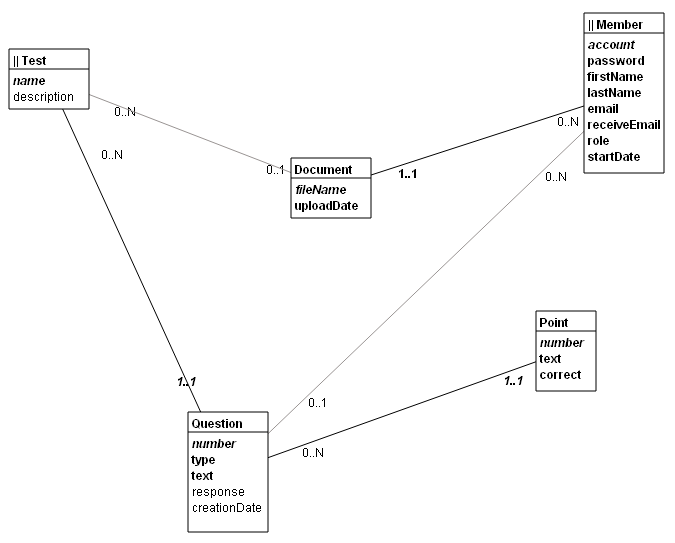 || Test
name
description
0..N
0..N
0..1
Document
fileName
uploadDate
1..1
|| Member
account
password
firstName
lastName
email
receiveEmail
role
startDate
0..N
0..N
Point
number
text
correct
1..1
1..1
0..1
0..N
Question
number
type
text
response
creationDate